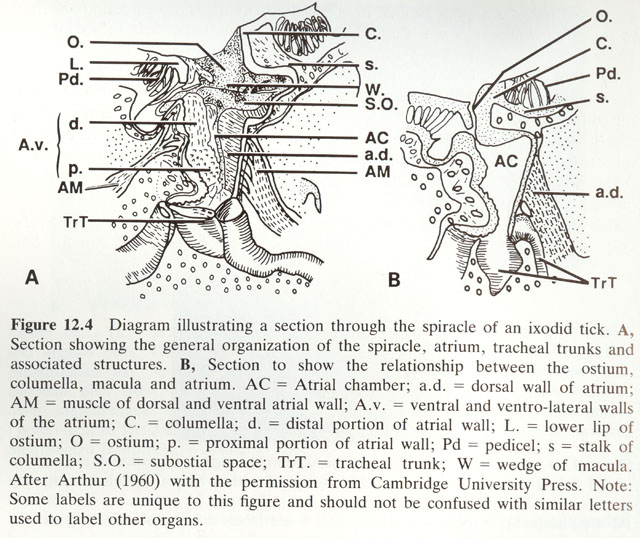 O.
L.
Pd.
d.
A.v.
p.
AM
TrT
C.
s.
W.
S.O.
AC
a.d.
AM
A
O.
C.
Pd.
s.
AC
a.d.
TrT
B
Figure 12.4 Diagram illustrating a section through the spiracle of an ixodid tick. A,
Section showing the general organization of the spiracle, atrium, tracheal trunks and
associated structures. B, Section to show the relationship between the ostium,
columella, macula and atrium. AC = Atrial chamber; a.d. = dorsal wall of atrium;
AM = muscle of dorsal and ventral atrial wall; A.v. = ventral and ventro-lateral walls
of the atrium; C. = columella; d. = distal portion of atrial wall; L. = lower lip of
ostium; O = ostium; p. = proximal portion of atrial wall; Pd = pedicel; s = stalk of
columella; S.O. = subostial space; TrT. = tracheal trunk; W = wedge of macula.
After Arthur (1960) with the permission from Cambridge University Press. Note:
Some labels are unique to this figure and should not be confused with similar letters
used to label other organs.